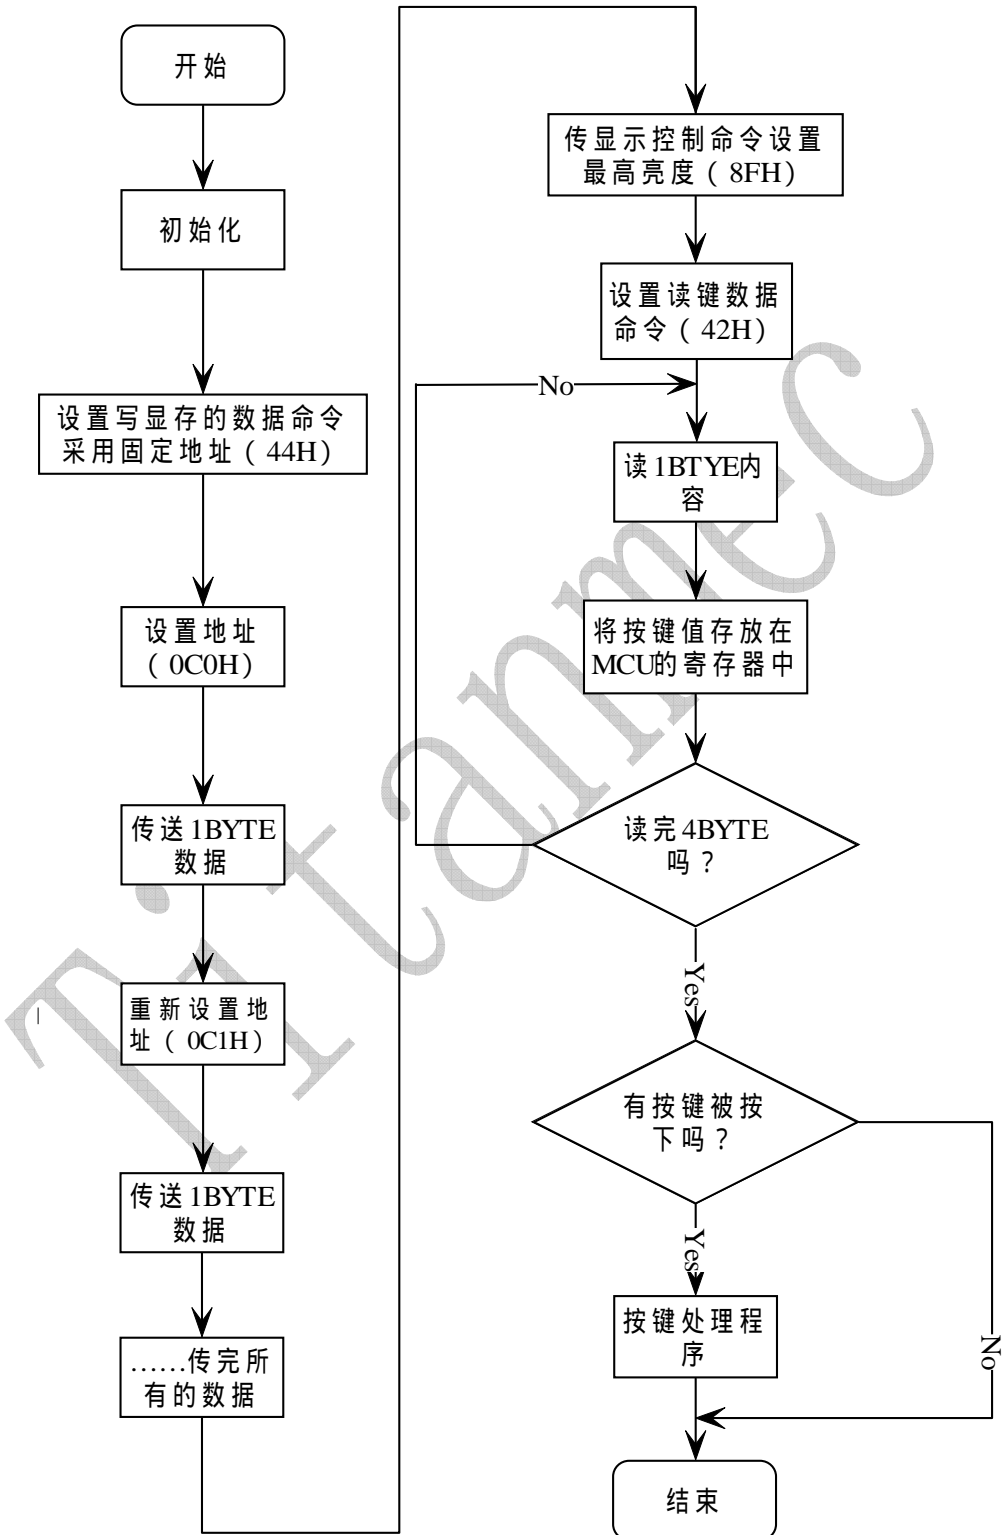 开始
初始化
设置写显存的数据命令
采用固定地址（44H）
设置地址
（0C0H）
传送1BYTE
数据
重新设置地
址（0C1H）
传送1BYTE
数据
……传完所
有的数据
传显示控制命令设置
最高亮度（8FH）
设置读键数据
命令（42H）
No
读1BTYE内
容
将按键值存放在
MCU的寄存器中
读完4BYTE
吗？
Yes
有按键被按
下吗？
Yes
No
按键处理程
序
结束
Titanmec